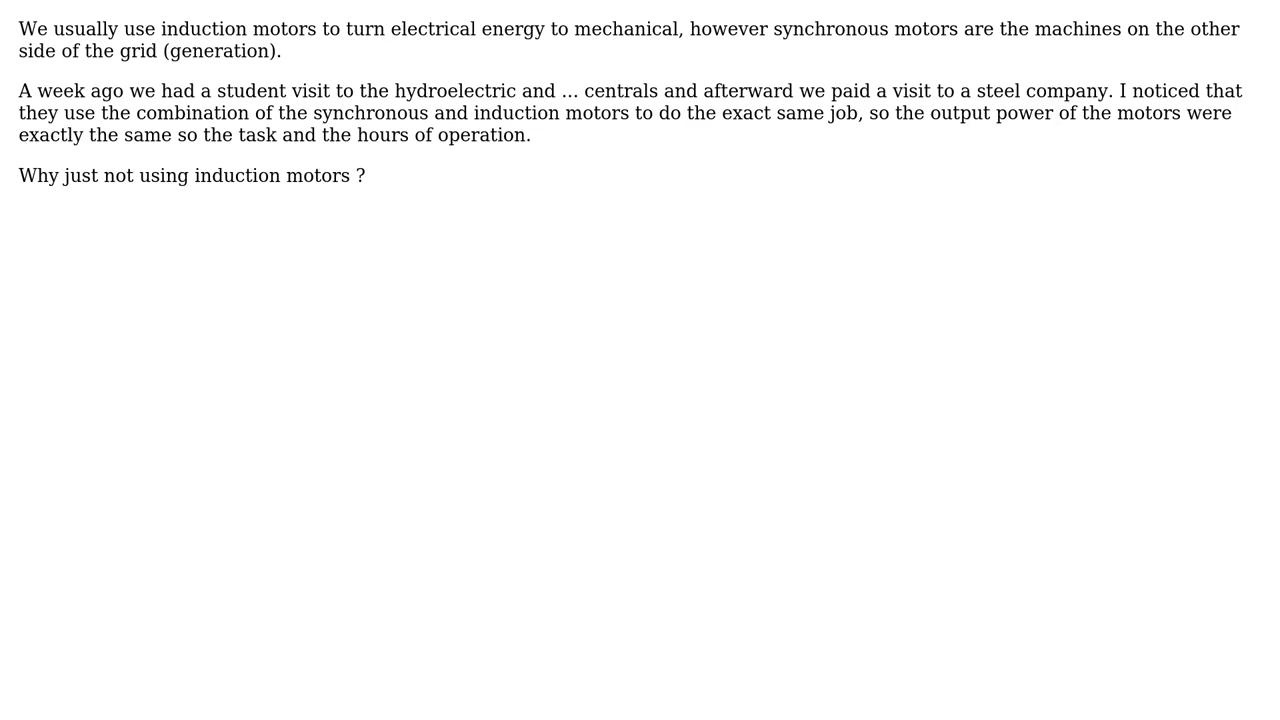 We usually use induction motors to turn electrical energy to mechanical, however synchronous motors are the machines on the other
side of the grid (generation).
A week ago we had a student visit to the hydroelectric and ... centrals and afterward we paid a visit to a steel company. I noticed that
they use the combination of the synchronous and induction motors to do the exact same job, so the output power of the motors were
exactly the same so the task and the hours of operation.
Why just not using induction motors ?